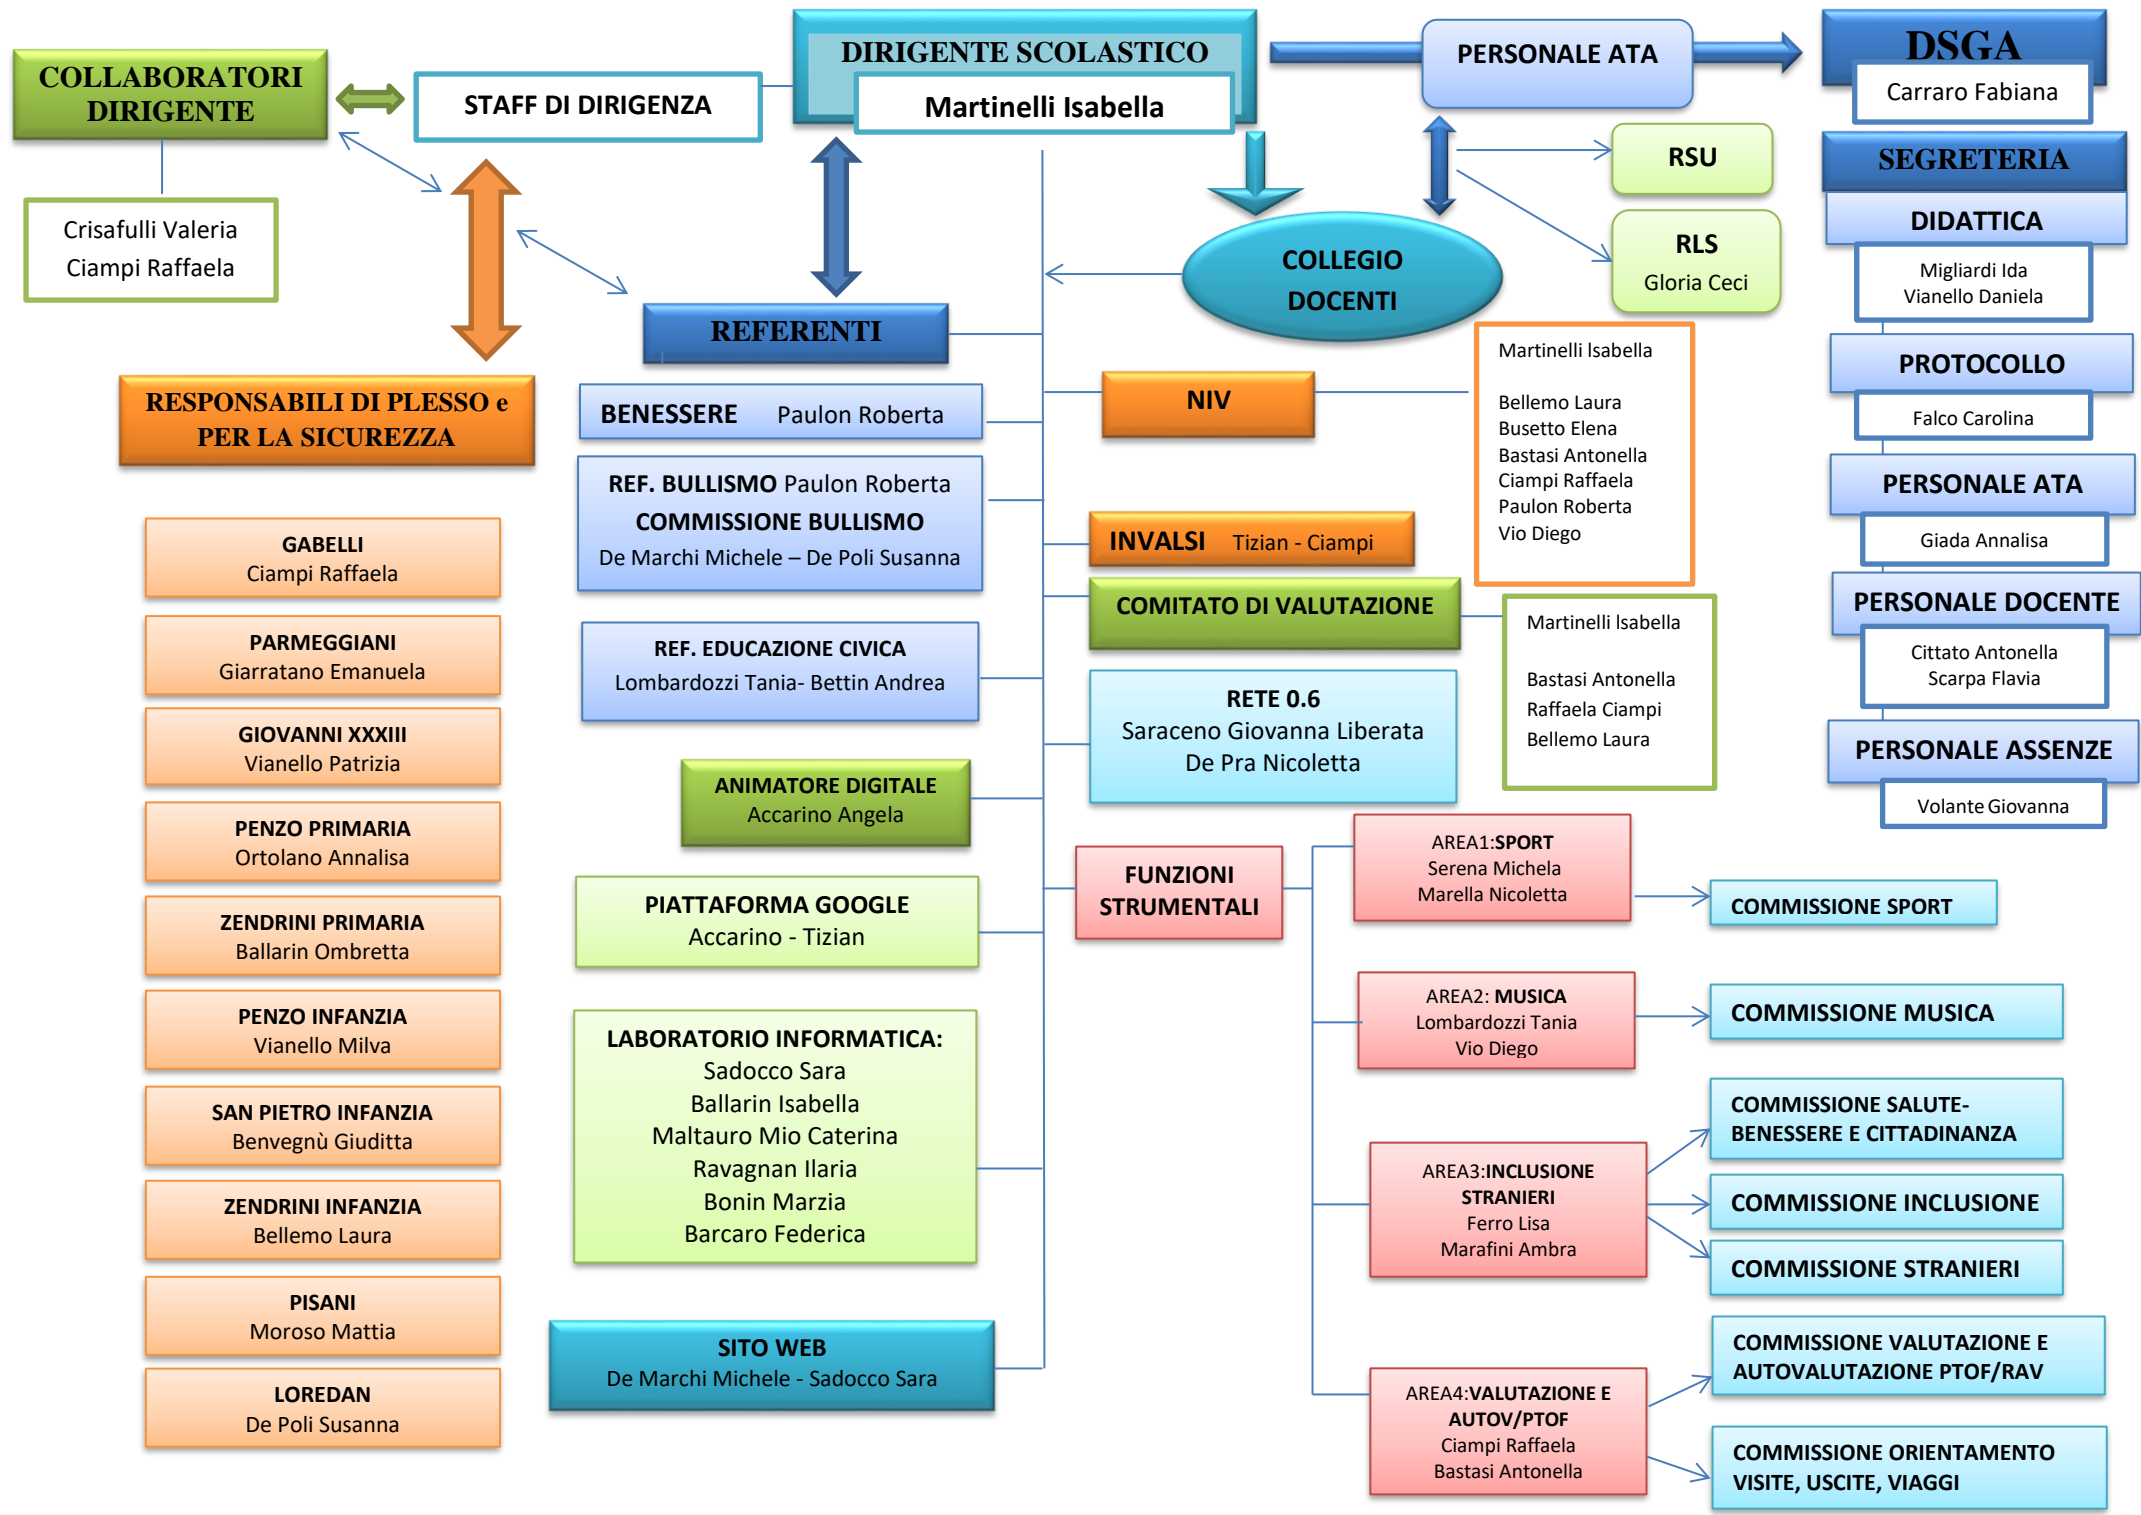 COLLABORATORI
DIRIGENTE
STAFF DI DIRIGENZA
DIRIGENTE SCOLASTICO
Martinelli Isabella
PERSONALE ATA
DSGA
Carraro Fabiana
Crisafulli Valeria
Ciampi Raffaela
RSU
RLS
Gloria Ceci
COLLEGIO
DOCENTI
SEGRETERIA
DIDATTICA
Migliardi Ida
Vianello Daniela
PROTOCOLLO
Falco Carolina
PERSONALE ATA
Giada Annalisa
PERSONALE DOCENTE
Cittato Antonella
Scarpa Flavia
PERSONALE ASSENZE
Volante Giovanna
RESPONSABILI DI PLESSO e
PER LA SICUREZZA
GABELLI
Ciampi Raffaela
PARMEGGIANI
Giarratano Emanuela
GIOVANNI XXXIII
Vianello Patrizia
PENZO PRIMARIA
Ortolano Annalisa
ZENDRINI PRIMARIA
Ballarin Ombretta
PENZO INFANZIA
Vianello Milva
SAN PIETRO INFANZIA
Benvegnù Giuditta
ZENDRINI INFANZIA
Bellemo Laura
PISANI
Moroso Mattia
LOREDAN
De Poli Susanna
REFERENTI
BENESSERE Paulon Roberta
REF. BULLISMO Paulon Roberta
COMMISSIONE BULLISMO
De Marchi Michele – De Poli Susanna
REF. EDUCAZIONE CIVICA
Lombardozzi Tania- Bettin Andrea
ANIMATORE DIGITALE
Accarino Angela
PIATTAFORMA GOOGLE
Accarino - Tizian
LABORATORIO INFORMATICA:
Sadocco Sara
Ballarin Isabella
Maltauro Mio Caterina
Ravagnan Ilaria
Bonin Marzia
Barcaro Federica
SITO WEB
De Marchi Michele - Sadocco Sara
NIV
Martinelli Isabella
Bellemo Laura
Busetto Elena
Bastasi Antonella
Ciampi Raffaela
Paulon Roberta
Vio Diego
INVALSI Tizian - Ciampi
COMITATO DI VALUTAZIONE
Martinelli Isabella
Bastasi Antonella
Raffaela Ciampi
Bellemo Laura
RETE 0.6
Saraceno Giovanna Liberata
De Pra Nicoletta
FUNZIONI
STRUMENTALI
AREA1:SPORT
Serena Michela
Marella Nicoletta
COMMISSIONE SPORT
AREA2: MUSICA
Lombardozzi Tania
Vio Diego
COMMISSIONE MUSICA
AREA3:INCLUSIONE
STRANIERI
Ferro Lisa
Marafini Ambra
COMMISSIONE SALUTE-
BENESSERE E CITTADINANZA
COMMISSIONE INCLUSIONE
COMMISSIONE STRANIERI
AREA4:VALUTAZIONE E
AUTOV/PTOF
Ciampi Raffaela
Bastasi Antonella
COMMISSIONE VALUTAZIONE E
AUTOVALUTAZIONE PTOF/RAV
COMMISSIONE ORIENTAMENTO
VISITE, USCITE, VIAGGI